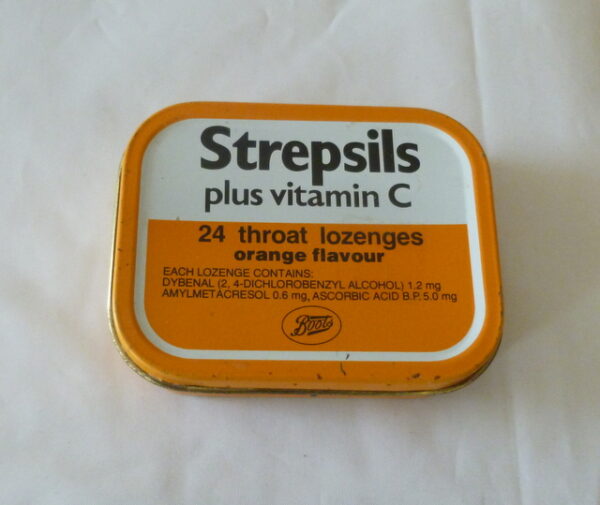 Strepsils
plus vitamin C
24 throat lozenges
orange flavour
EACH LOZENGE CONTAINS:
DYBENAL (2, 4-DICHLOROBENZYL ALCOHOL) 1.2 mg
AMYLMETACRESOL 0.6 mg, ASCORBIC ACID B.P. 5.0 mg
Boots